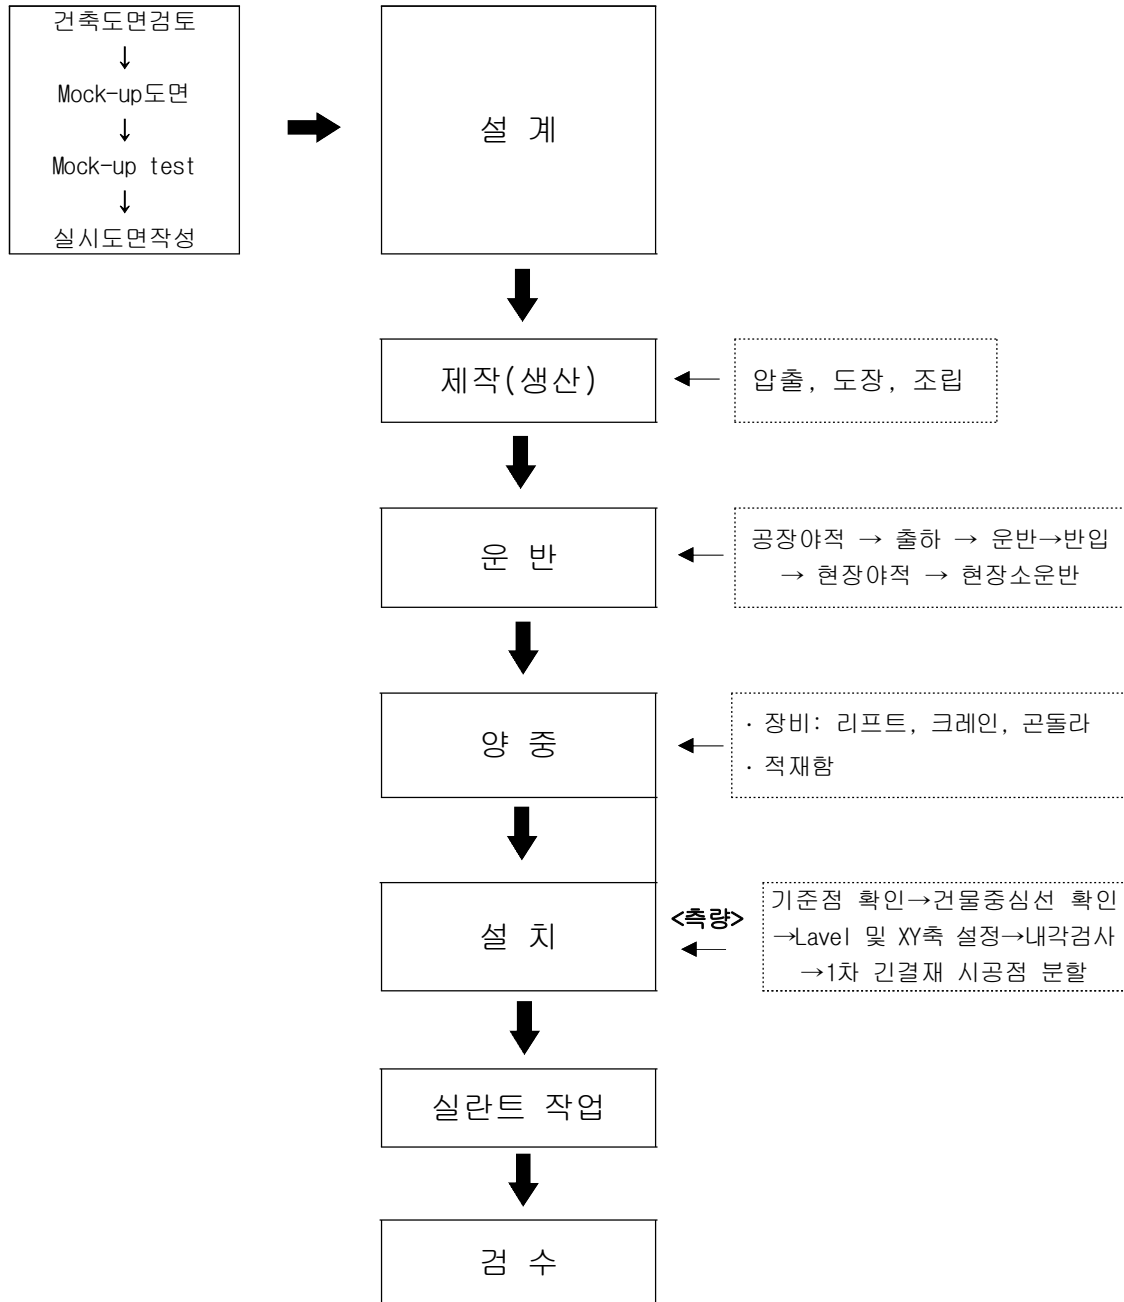 건축도면검토
↓
Mock-up도면
↓
Mock-up test
↓
실시도면작성
설 계
제작(생산)
압출, 도장, 조립
운 반
공장야적 → 출하 → 운반→반입
→ 현장야적 → 현장소운반
양 중
· 장비: 리프트, 크레인, 곤돌라
· 적재함
설 치
<측량>
기준점 확인→건물중심선 확인
→Lavel 및 XY축 설정→내각검사
→1차 긴결재 시공점 분할
실란트 작업
검 수